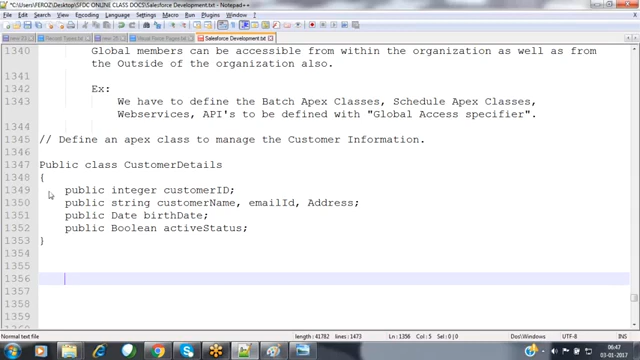 *C:\Users\FEROZ\Desktop\SFDC ONLINE CLASS DOCS\Salesforce Development.txt - Notepad++
File Edit Search View Encoding Language Settings Macro Run Plugins Window ?
Salesforce Development.txt
1340 Global members can be accessible from within the organization as well as from
the Outside of the organization also.
1341
1342 Ex:
1343 We have to define the Batch Apex Classes, Schedule Apex Classes,
Webservices, API's to be defined with "Global Access specifier".
1344
1345 // Define an apex class to manage the Customer Information.
1346
1347 Public class CustomerDetails
1348 {
1349 public integer customerID;
1350 public string customerName, emailId, Address;
1351 public Date birthDate;
1352 public Boolean activeStatus;
1353 }
1354
1355
1356
1357
1358
1359
1360
Normal text file length : 41782 lines : 1473 Ln : 1356 Col : 5 Sel : 0 | 0 Dos\Windows UTF-8 INS
06:47
03-01-2017